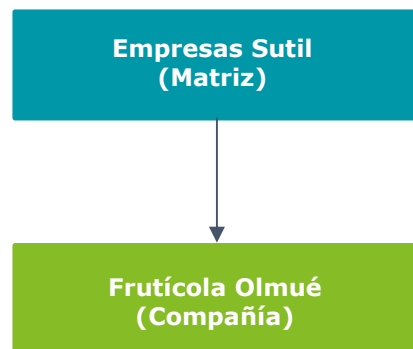 Empresas Sutil
(Matriz)
Frutícola Olmué
(Compañía)